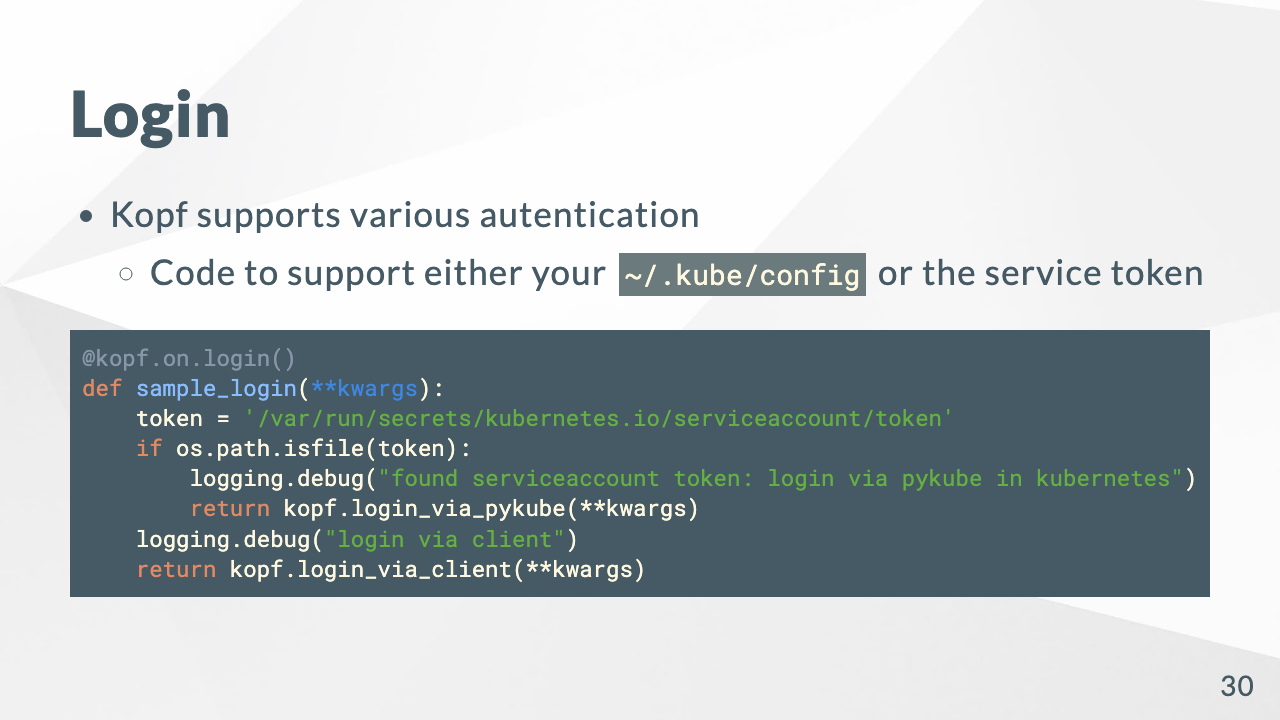 Login
Kopf supports various autentication
Code to support either your ~/.kube/config or the service token
@kopf.on.login()
def sample_login(**kwargs):
    token = '/var/run/secrets/kubernetes.io/serviceaccount/token'
    if os.path.isfile(token):
        logging.debug("found serviceaccount token: login via pykube in kubernetes")
        return kopf.login_via_pykube(**kwargs)
    logging.debug("login via client")
    return kopf.login_via_client(**kwargs)
30